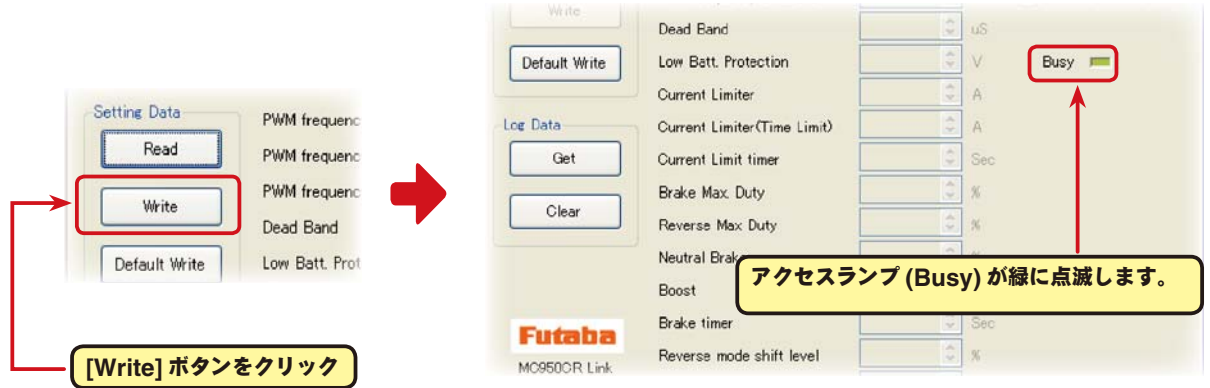 Setting Data
Read
Write
Default Write
PWM frequenc
PWM frequenc
PWM frequenc
Dead Band
Low Batt. Prot
[Write] ボタンをクリック
Write
Default Write
Log Data
Get
Clear
Futaba
MC950CR Link
Dead Band uS
Low Batt. Protection V
Current Limiter A
Current Limiter(Time Limit) A
Current Limit timer Sec
Brake Max. Duty %
Reverse Max Duty %
Neutral Brak
Boost
Brake timer Sec
Reverse mode shift level %
Busy
アクセスランプ (Busy) が緑に点滅します。